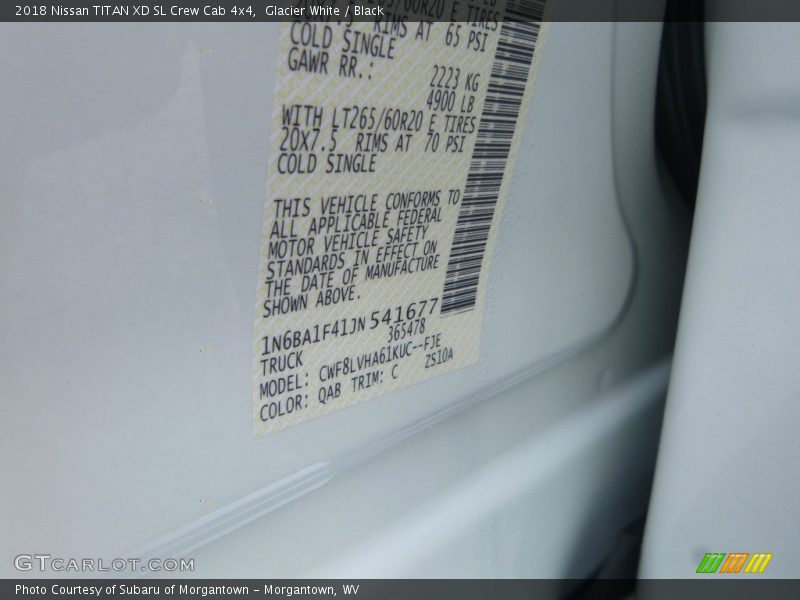 2018 Nissan TITAN XD SL Crew Cab 4x4,  Glacier White / Black
RIMS AT 65 PSI
COLD SINGLE
GAWR RR.:
2223 KG
4900 LB
WITH LT265/60R20 E TIRES
20X7.5 RIMS AT 70 PSI
COLD SINGLE
THIS VEHICLE CONFORMS TO
ALL APPLICABLE FEDERAL
MOTOR VEHICLE SAFETY
STANDARDS IN EFFECT ON
THE DATE OF MANUFACTURE
SHOWN ABOVE.
1N6BA1F41JN541677
TRUCK 365478
MODEL: CWF8LVHA61KUC--FJE
COLOR: QAB TRIM: C ZS10A
GTCARLOT.COM
Photo Courtesy of Subaru of Morgantown - Morgantown, WV